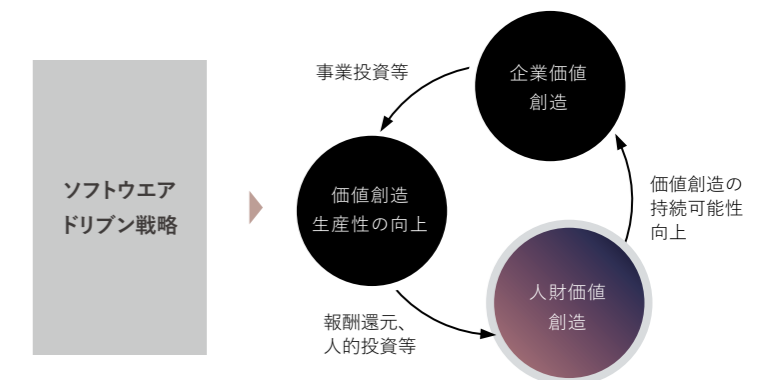 ソフトウエア
ドリブン戦略
事業投資等
企業価値
創造
価値創造
生産性の向上
価値創造の
持続可能性
向上
人財価値
創造
報酬還元、
人的投資等